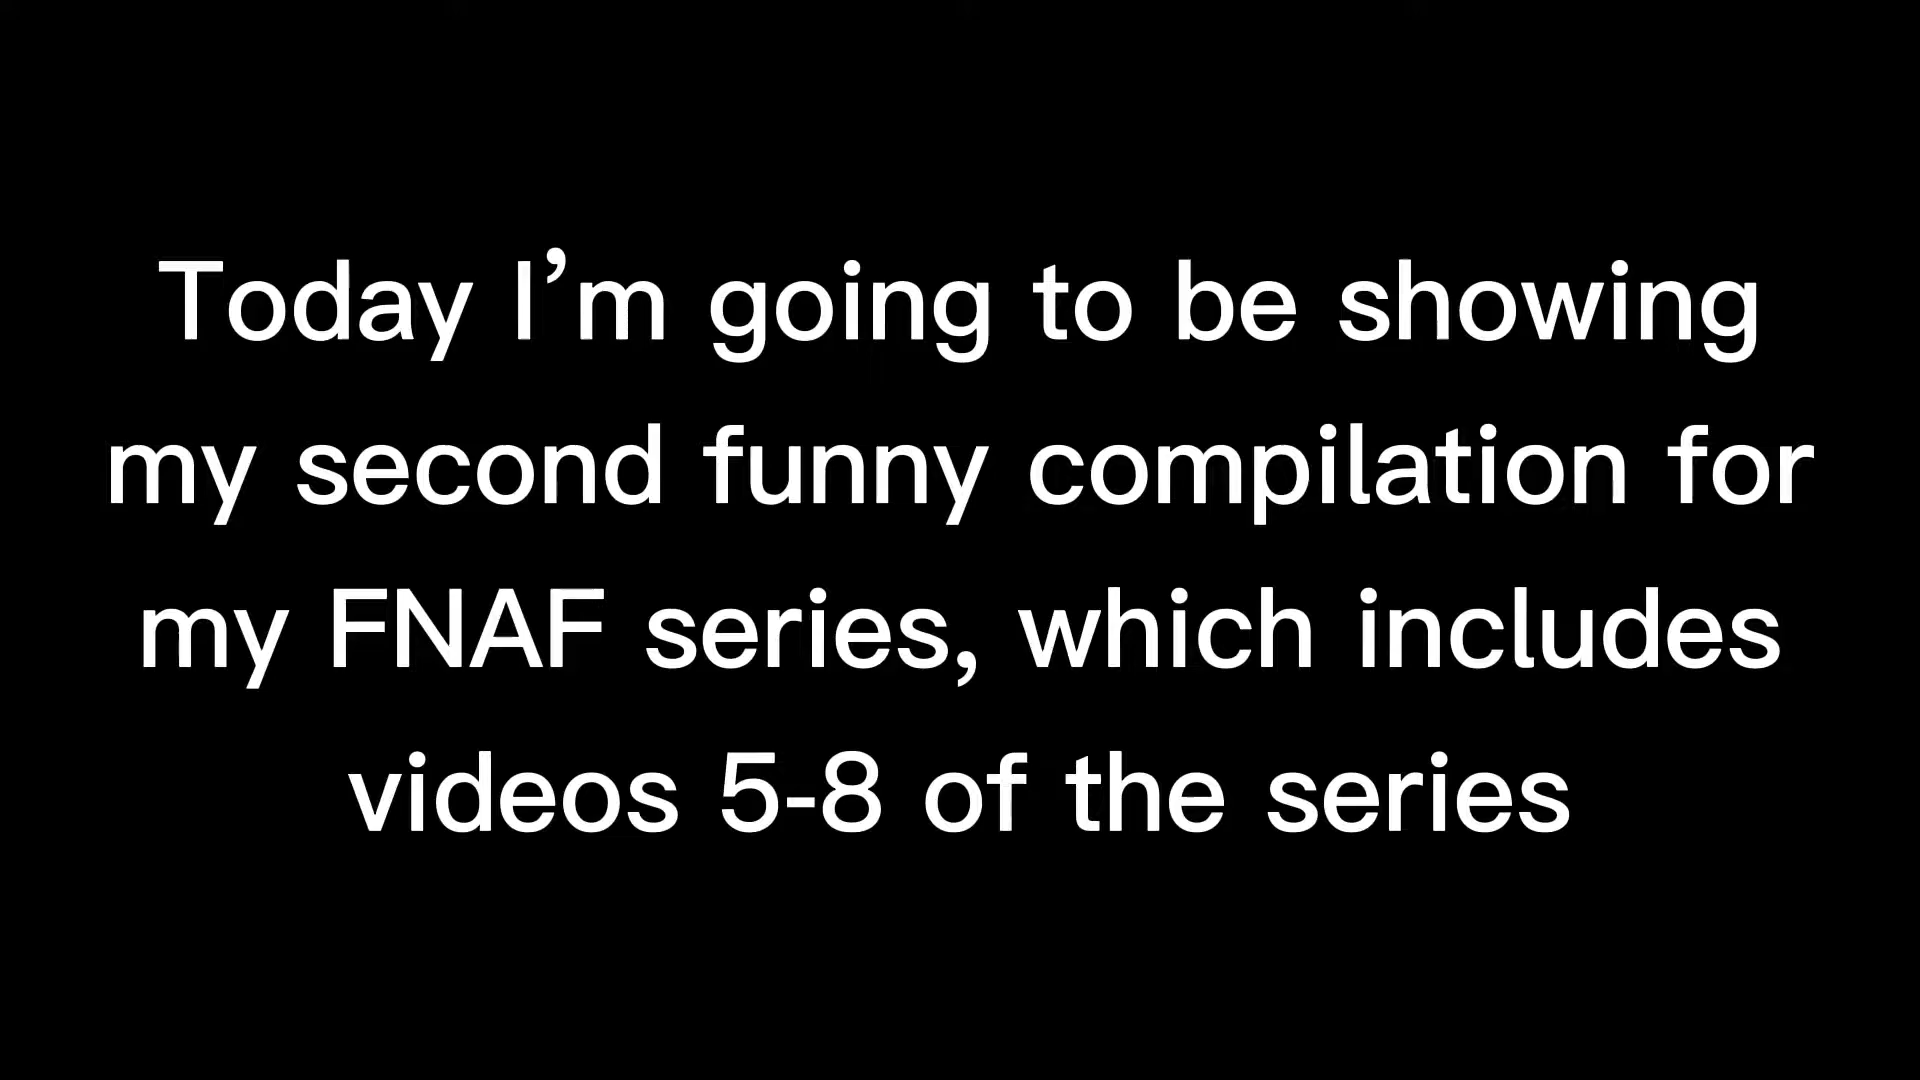 Today I’m going to be showing
my second funny compilation for
my FNAF series, which includes
videos 5-8 of the series